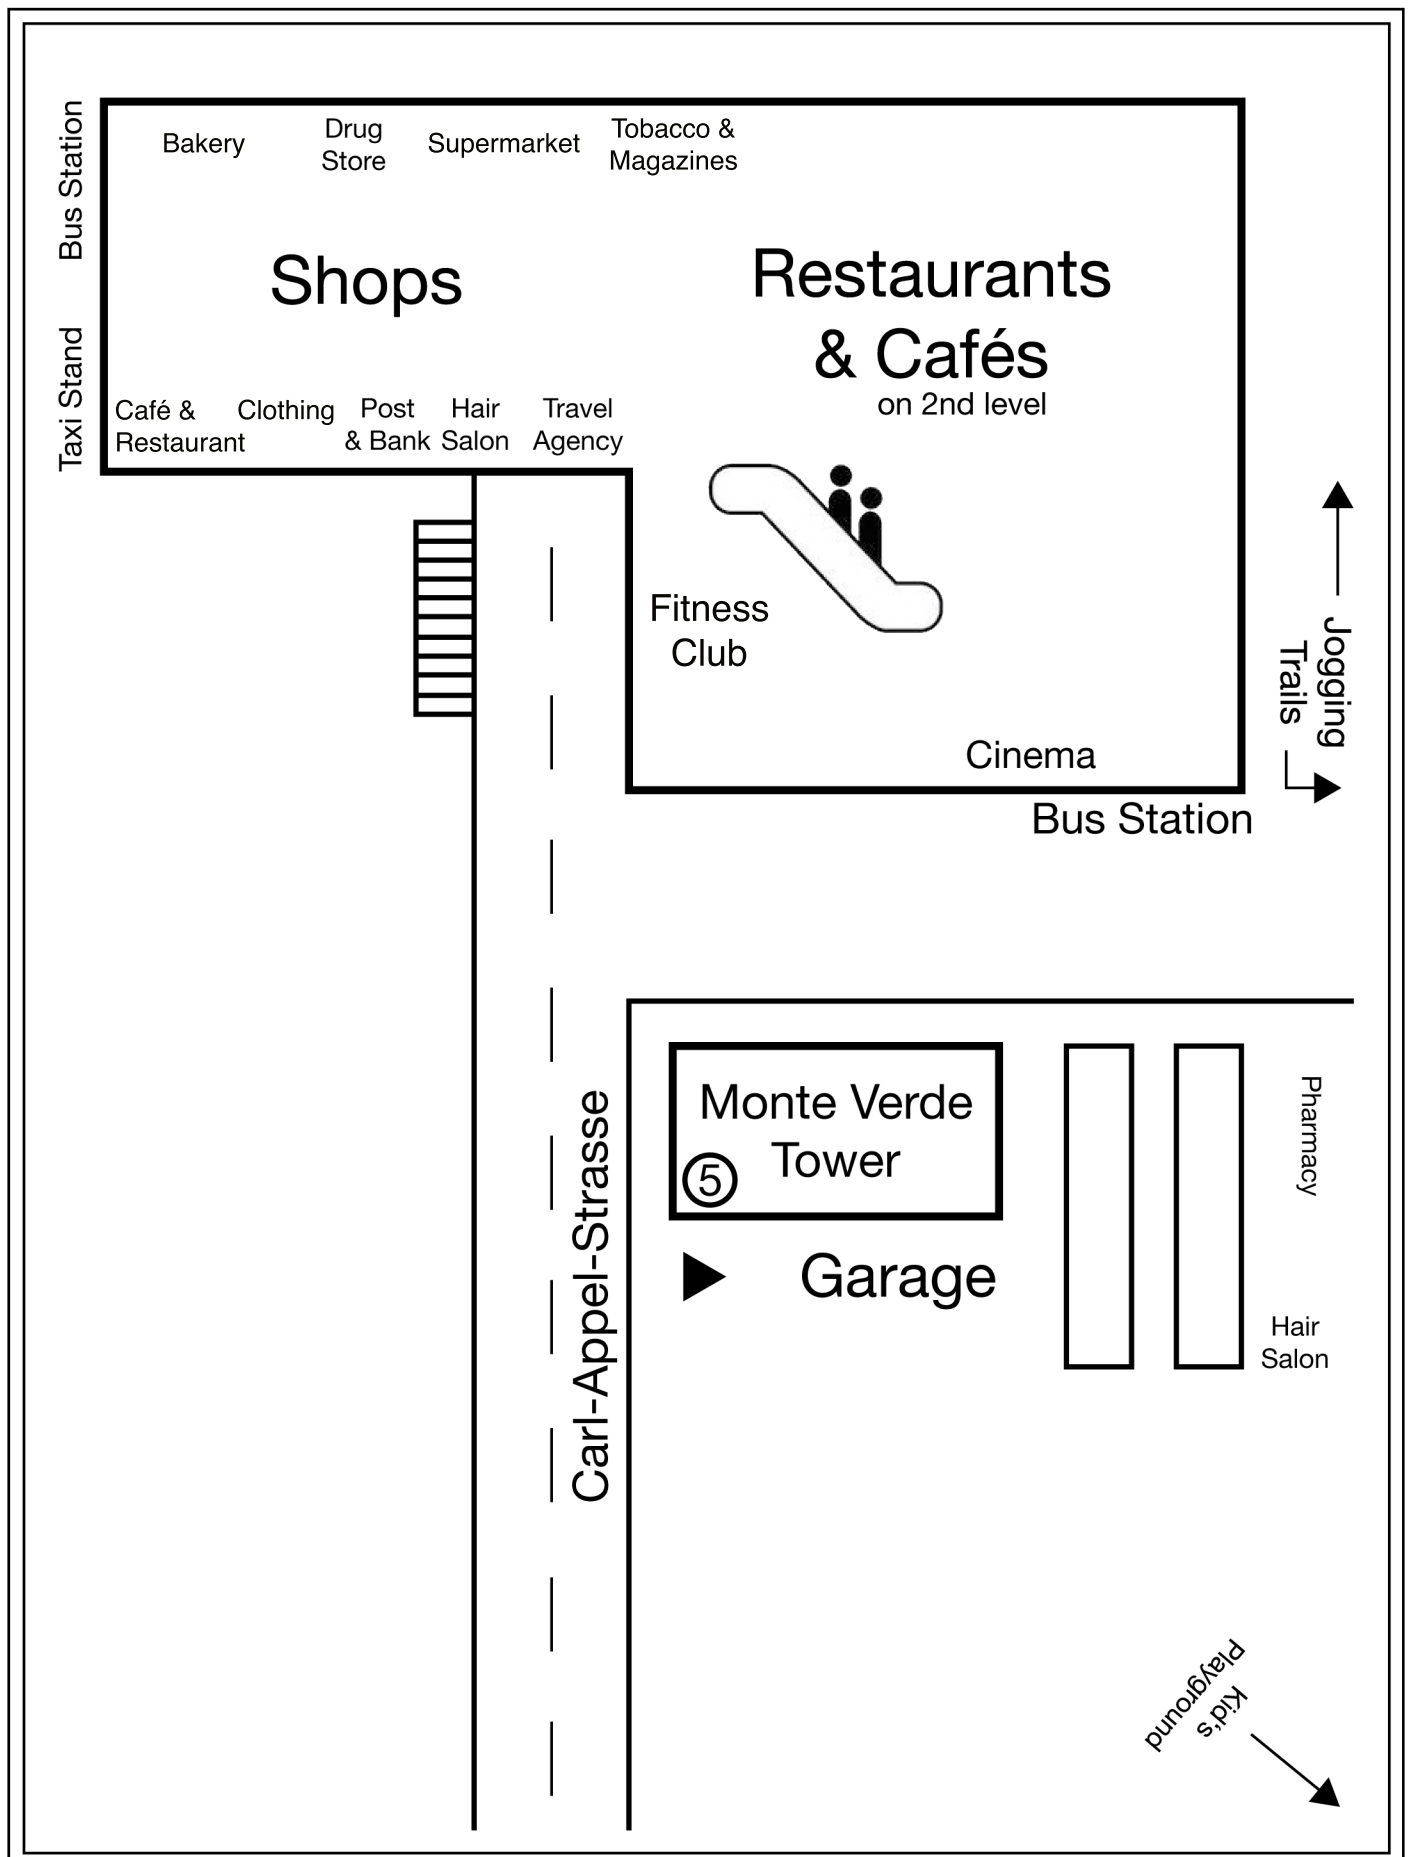 Bus Station
Taxi Stand
Bakery
Drug
Store
Supermarket
Tobacco &
Magazines
Shops
Restaurants
& Cafés
on 2nd level
Café &
Restaurant
Clothing
Post
& Bank
Hair
Salon
Travel
Agency
Fitness
Club
Cinema
Jogging
Trails
Bus Station
Carl-Appel-Strasse
Monte Verde
Tower
5
Garage
Pharmacy
Hair
Salon
Kid's
Playground